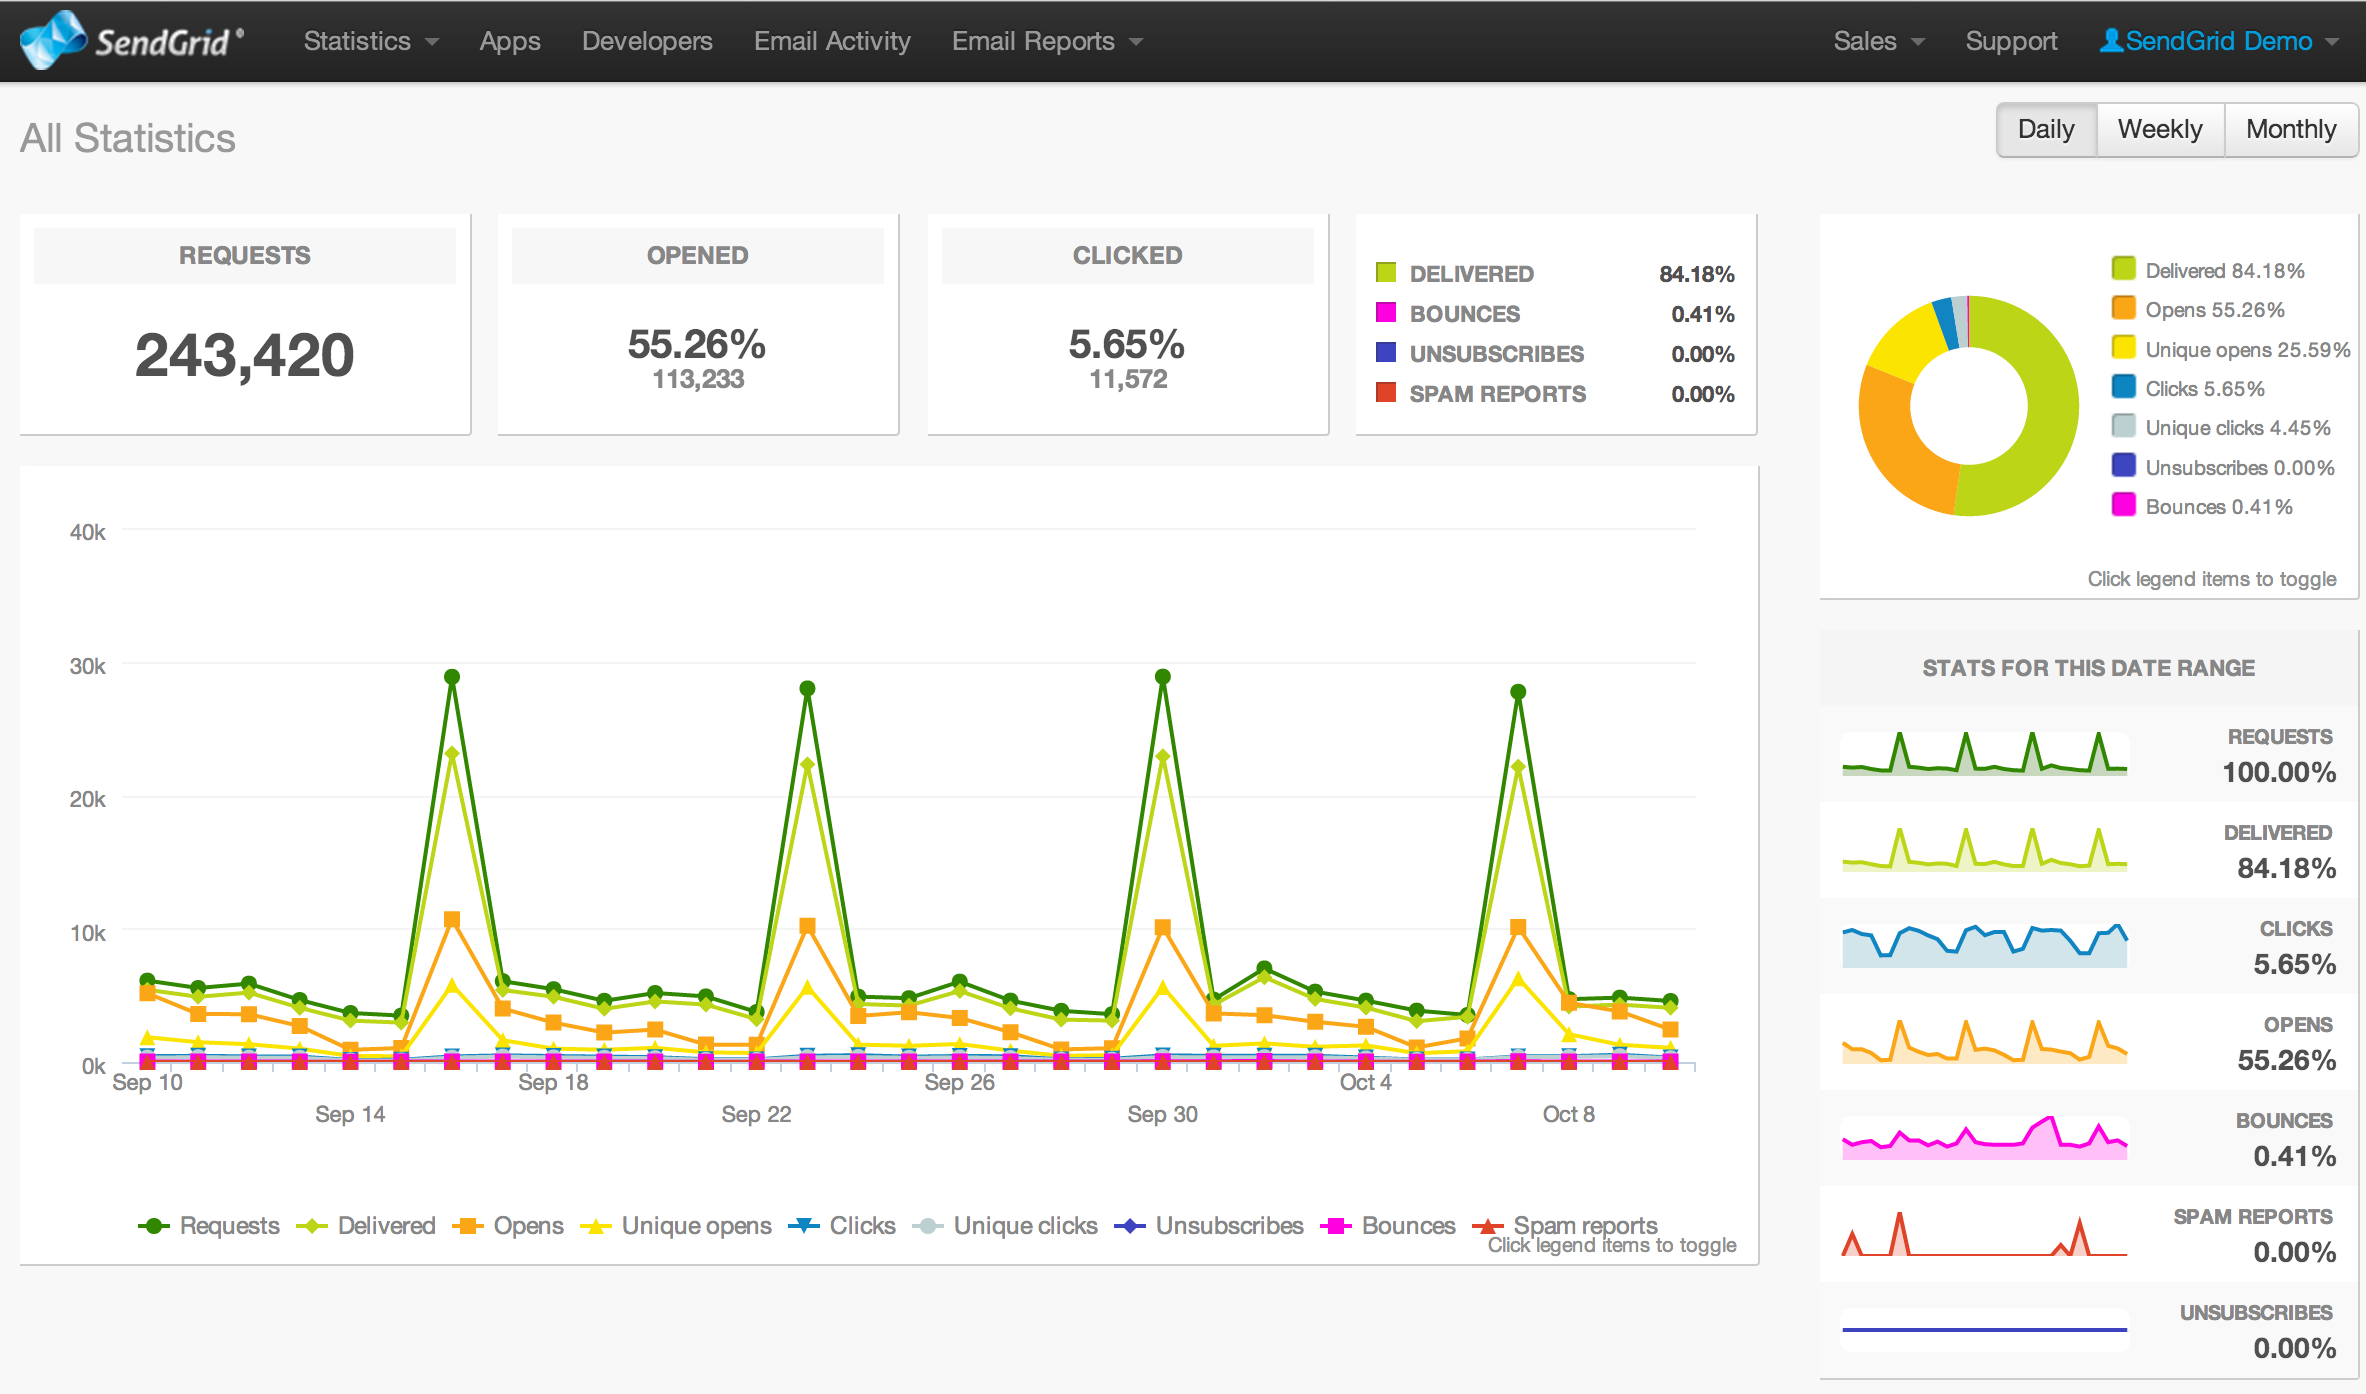 SendGrid®
Statistics Apps Developers Email Activity Email Reports Sales Support SendGrid Demo
All Statistics
Daily Weekly Monthly
REQUESTS
243,420
OPENED
55.26%
113,233
CLICKED
5.65%
11,572
DELIVERED 84.18%
BOUNCES 0.41%
UNSUBSCRIBES 0.00%
SPAM REPORTS 0.00%
Delivered 84.18%
Opens 55.26%
Unique opens 25.59%
Clicks 5.65%
Unique clicks 4.45%
Unsubscribes 0.00%
Bounces 0.41%
Click legend items to toggle
40k
30k
20k
10k
0k
Sep 10 Sep 18 Sep 26 Oct 4
Sep 14 Sep 22 Sep 30 Oct 8
Requests Delivered Opens Unique opens Clicks Unique clicks Unsubscribes Bounces Spam reports
Click legend items to toggle
STATS FOR THIS DATE RANGE
REQUESTS
100.00%
DELIVERED
84.18%
CLICKS
5.65%
OPENS
55.26%
BOUNCES
0.41%
SPAM REPORTS
0.00%
UNSUBSCRIBES
0.00%